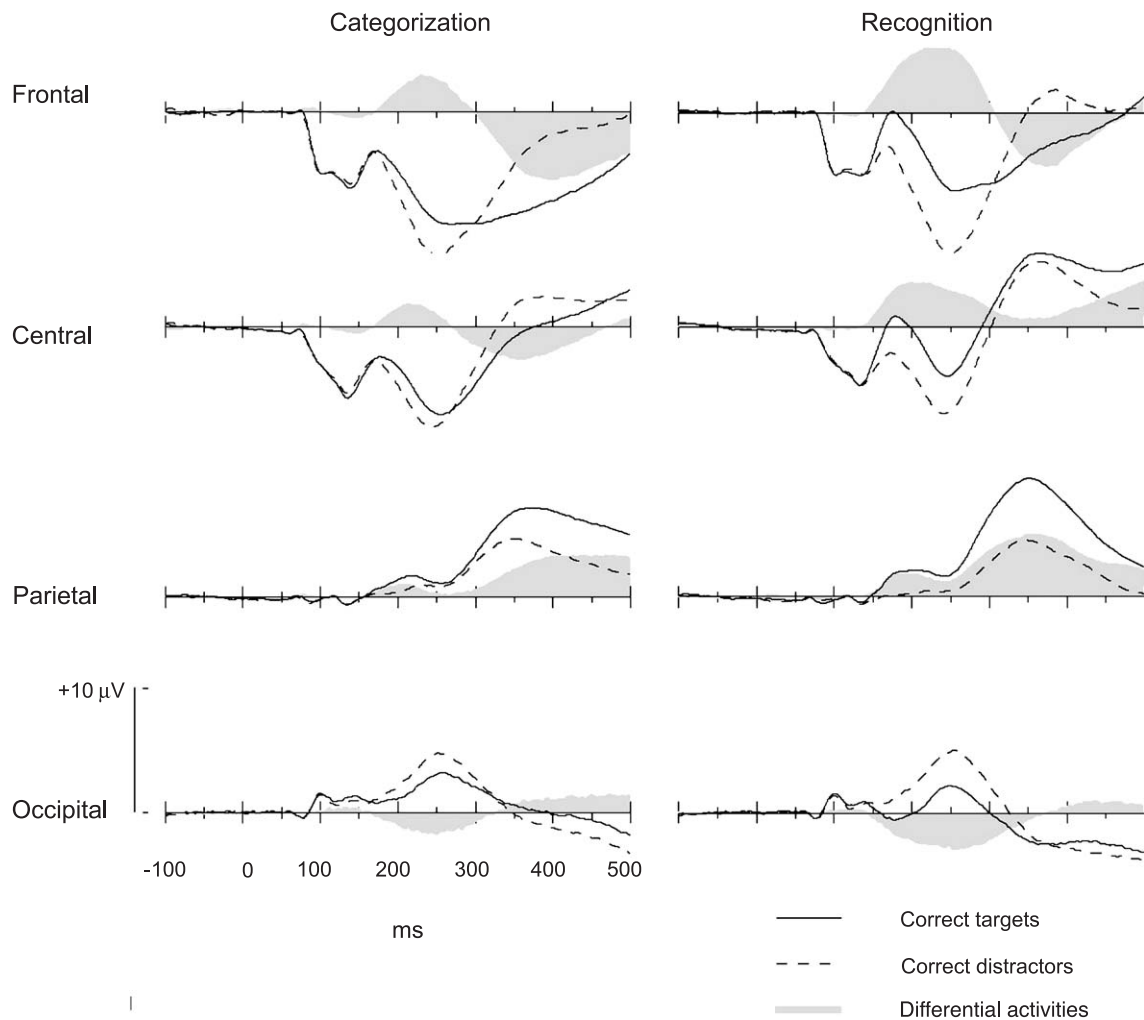 Categorization Recognition
Frontal
Central
Parietal
+10 µV
Occipital
-100 0 100 200 300 400 500
ms
Correct targets
Correct distractors
Differential activities